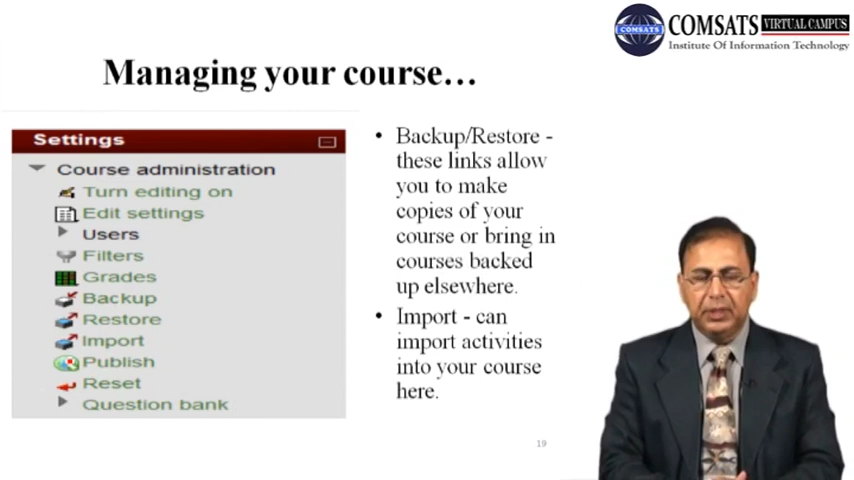 COMSATS
COMSATS VIRTUAL CAMPUS
Institute Of Information Technology
Managing your course...
Settings
Course administration
Turn editing on
Edit settings
Users
Filters
Grades
Backup
Restore
Import
Publish
Reset
Question bank
• Backup/Restore -
these links allow
you to make
copies of your
course or bring in
courses backed
up elsewhere.
• Import - can
import activities
into your course
here.
19